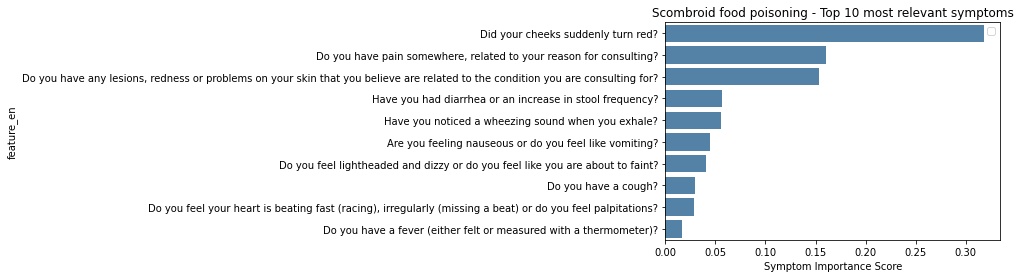 Scombroid food poisoning - Top 10 most relevant symptoms
Did your cheeks suddenly turn red?
Do you have pain somewhere, related to your reason for consulting?
Do you have any lesions, redness or problems on your skin that you believe are related to the condition you are consulting for?
Have you had diarrhea or an increase in stool frequency?
Have you noticed a wheezing sound when you exhale?
Are you feeling nauseous or do you feel like vomiting?
Do you feel lightheaded and dizzy or do you feel like you are about to faint?
Do you have a cough?
Do you feel your heart is beating fast (racing), irregularly (missing a beat) or do you feel palpitations?
Do you have a fever (either felt or measured with a thermometer)?
feature_en
0.00 0.05 0.10 0.15 0.20 0.25 0.30
Symptom Importance Score